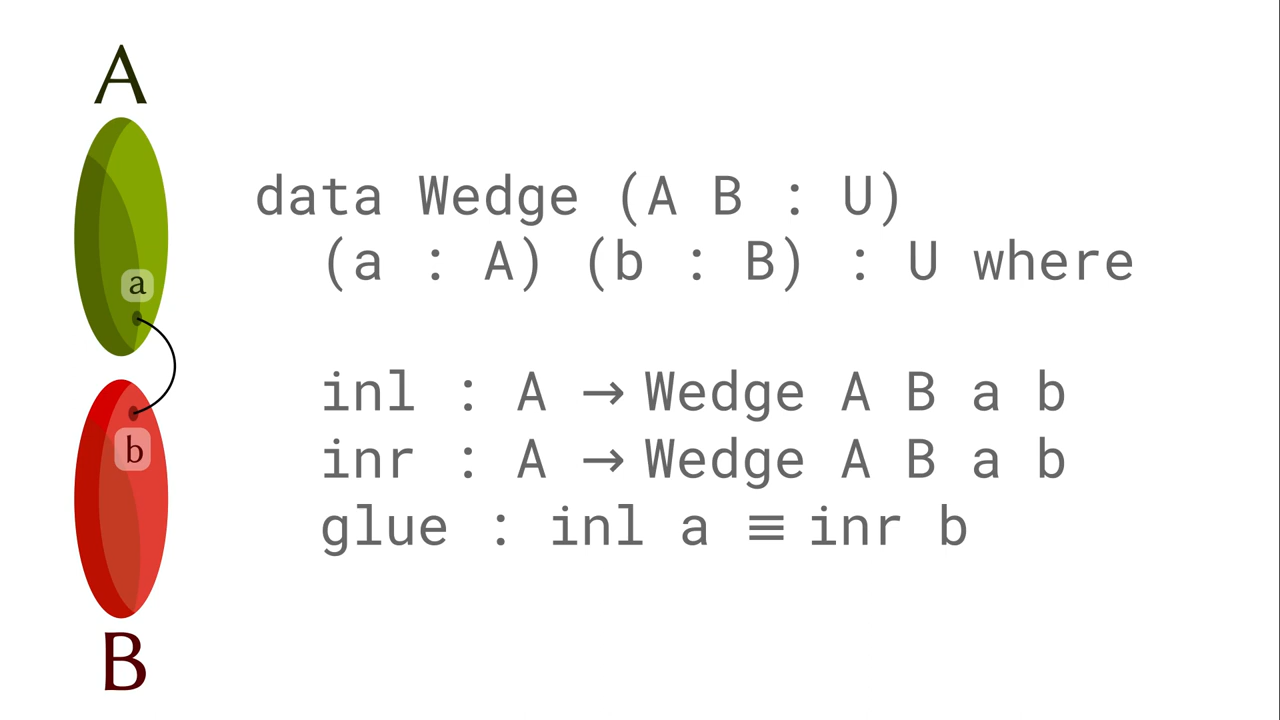 A
a
b
B
data Wedge (A B : U)
(a : A) (b : B) : U where
inl : A → Wedge A B a b
inr : A → Wedge A B a b
glue : inl a ≡ inr b